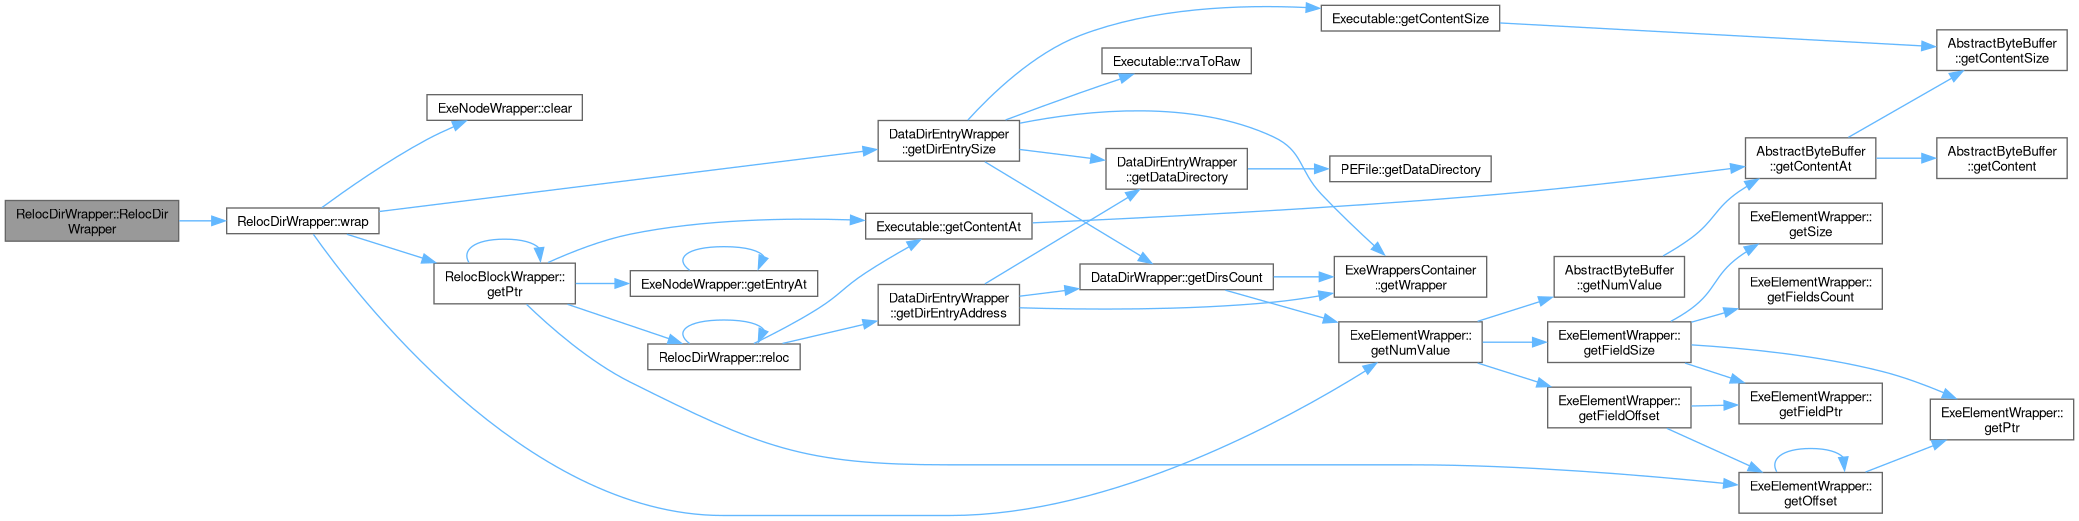 RelocDirWrapper::RelocDir
Wrapper
RelocDirWrapper::wrap
ExeNodeWrapper::clear
DataDirEntryWrapper
::getDirEntrySize
RelocBlockWrapper::
getPtr
Executable::getContentAt
ExeNodeWrapper::getEntryAt
RelocDirWrapper::reloc
DataDirEntryWrapper
::getDirEntryAddress
Executable::getContentSize
Executable::rvaToRaw
DataDirEntryWrapper
::getDataDirectory
PEFile::getDataDirectory
DataDirWrapper::getDirsCount
ExeWrappersContainer
::getWrapper
ExeElementWrapper::
getNumValue
AbstractByteBuffer
::getNumValue
ExeElementWrapper::
getFieldSize
ExeElementWrapper::
getFieldOffset
AbstractByteBuffer
::getContentAt
ExeElementWrapper::
getSize
ExeElementWrapper::
getFieldsCount
ExeElementWrapper::
getFieldPtr
ExeElementWrapper::
getOffset
AbstractByteBuffer
::getContentSize
AbstractByteBuffer
::getContent
ExeElementWrapper::
getPtr